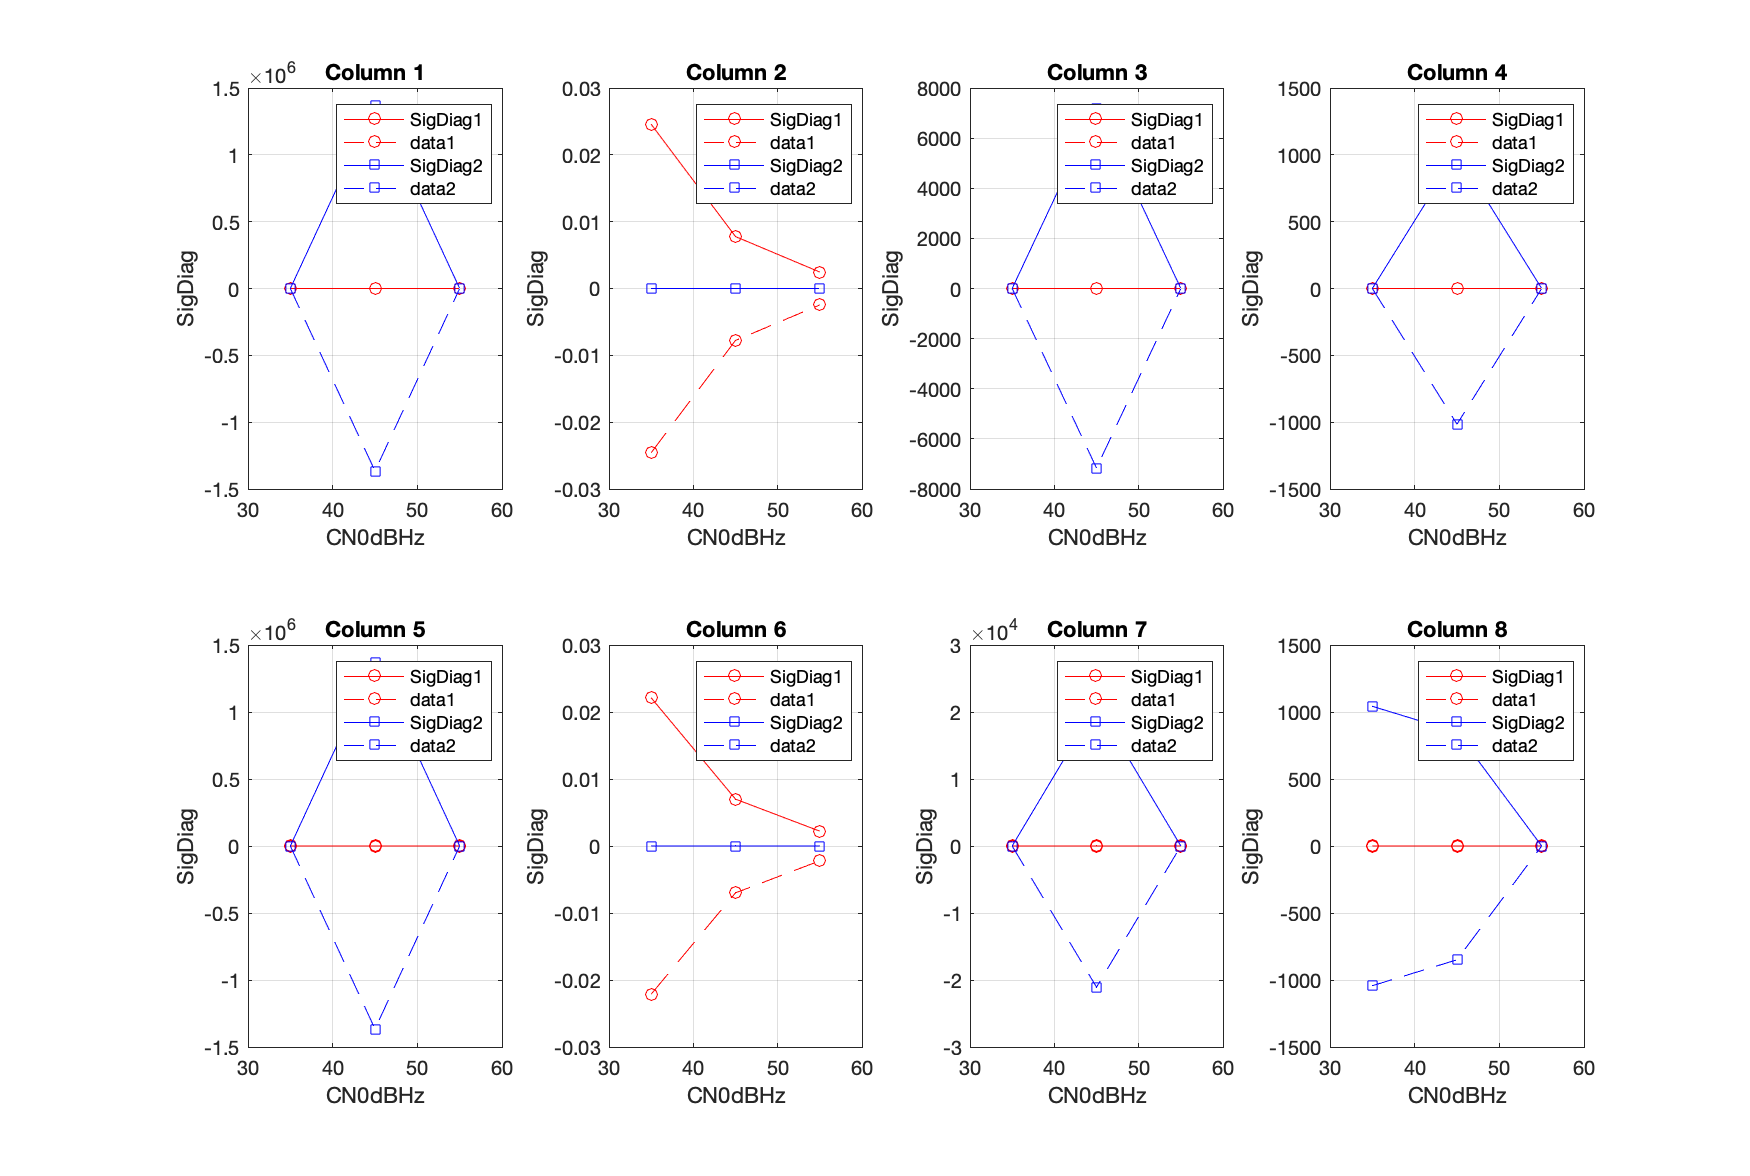 Column 1
×10^6
1.5
1
0.5
0
-0.5
-1
-1.5
30 40 50 60
SigDiag
CN0dBHz
SigDiag1
data1
SigDiag2
data2
Column 2
0.03
0.02
0.01
0
-0.01
-0.02
-0.03
30 40 50 60
SigDiag
CN0dBHz
SigDiag1
data1
SigDiag2
data2
Column 3
8000
6000
4000
2000
0
-2000
-4000
-6000
-8000
30 40 50 60
SigDiag
CN0dBHz
SigDiag1
data1
SigDiag2
data2
Column 4
1500
1000
500
0
-500
-1000
-1500
30 40 50 60
SigDiag
CN0dBHz
SigDiag1
data1
SigDiag2
data2
Column 5
×10^6
1.5
1
0.5
0
-0.5
-1
-1.5
30 40 50 60
SigDiag
CN0dBHz
SigDiag1
data1
SigDiag2
data2
Column 6
0.03
0.02
0.01
0
-0.01
-0.02
-0.03
30 40 50 60
SigDiag
CN0dBHz
SigDiag1
data1
SigDiag2
data2
Column 7
×10^4
3
2
1
0
-1
-2
-3
30 40 50 60
SigDiag
CN0dBHz
SigDiag1
data1
SigDiag2
data2
Column 8
1500
1000
500
0
-500
-1000
-1500
30 40 50 60
SigDiag
CN0dBHz
SigDiag1
data1
SigDiag2
data2